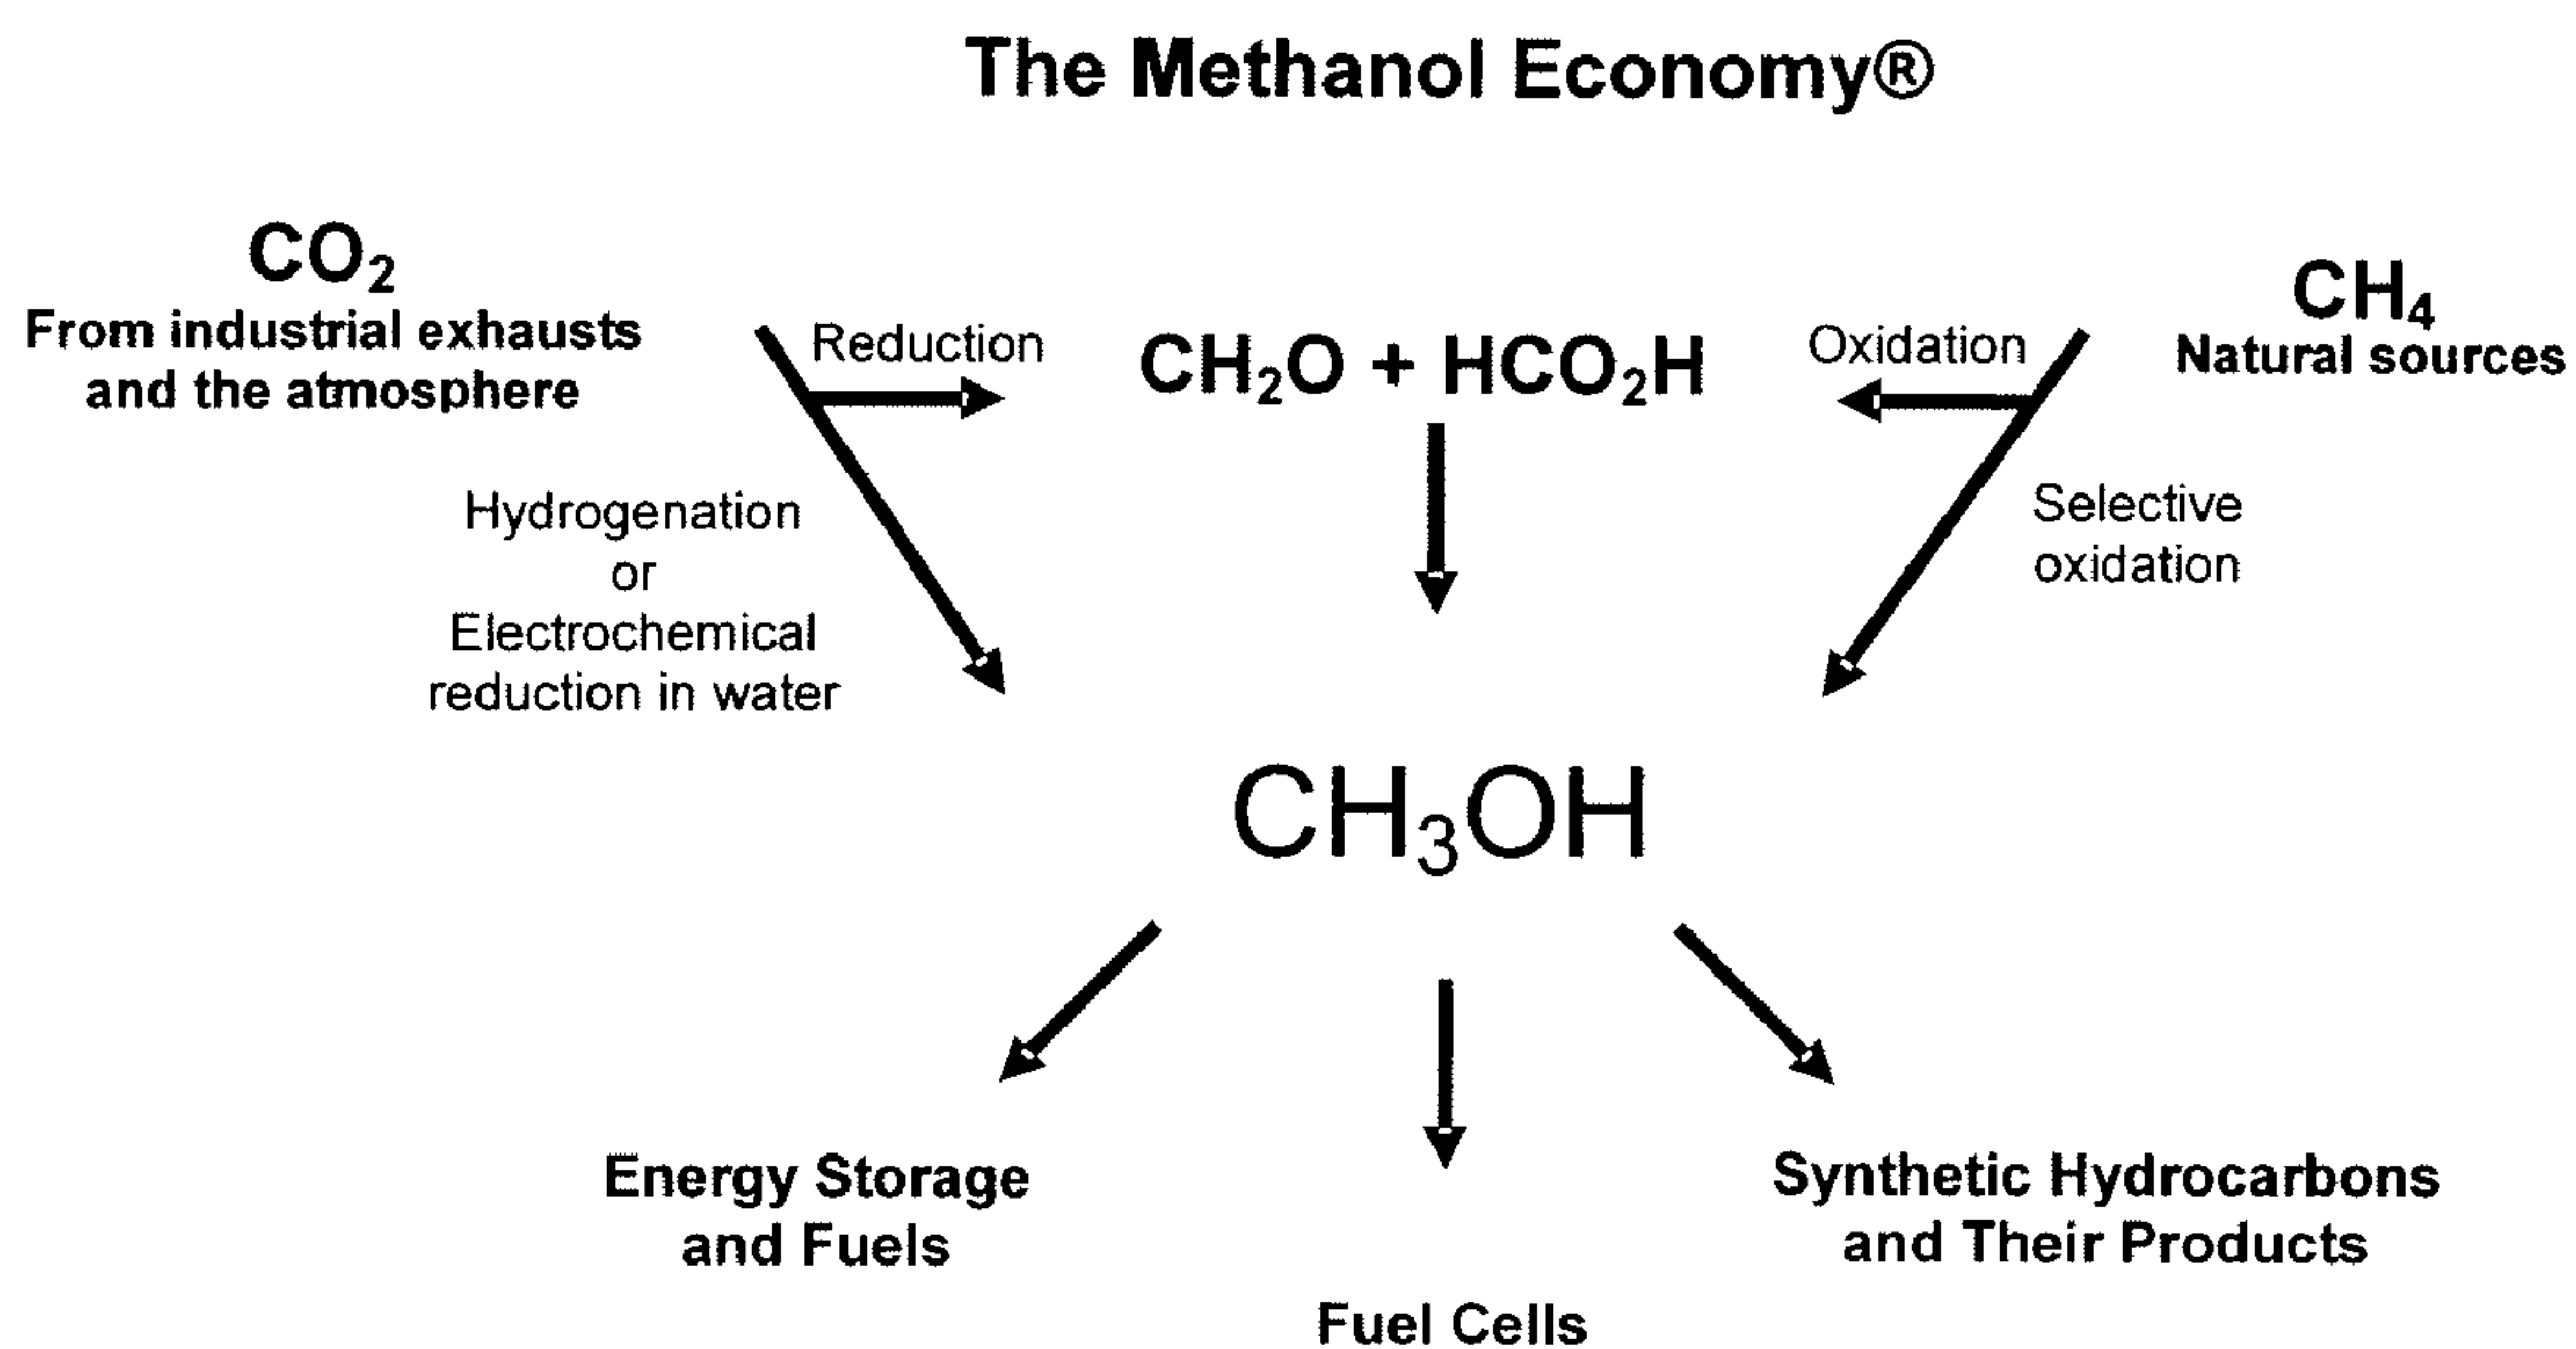 The Methanol Economy®
CO₂
From industrial exhausts
and the atmosphere
Reduction
CH₂O + HCO₂H
Oxidation
CH₄
Natural sources
Hydrogenation
or
Electrochemical
reduction in water
Selective
oxidation
CH₃OH
Energy Storage
and Fuels
Fuel Cells
Synthetic Hydrocarbons
and Their Products